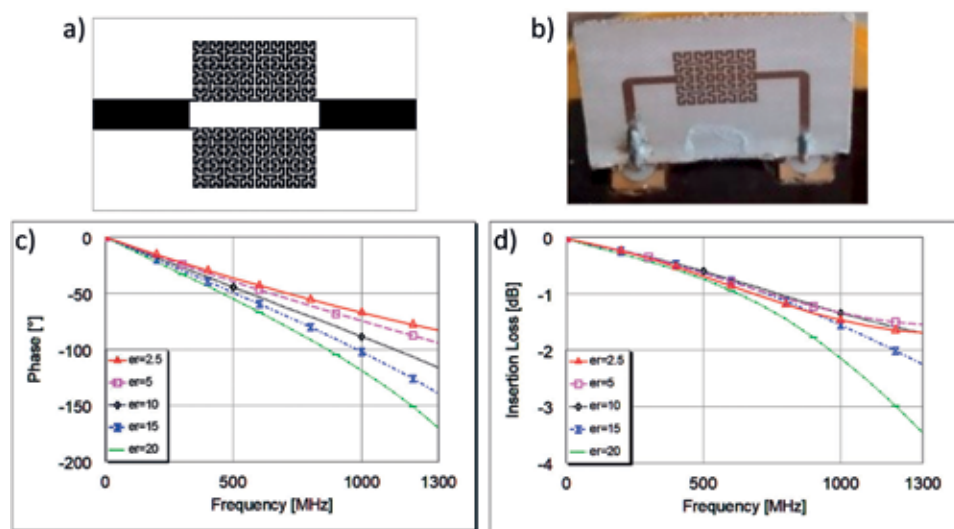 a)
b)
c)
0
-50
-100
-150
-200
Phase [°]
er=2.5
er=5
er=10
er=15
er=20
0
500
1000
1300
Frequency [MHz]
d)
0
-1
-2
-3
-4
Insertion Loss [dB]
er=2.5
er=5
er=10
er=15
er=20
0
500
1000
1300
Frequency [MHz]